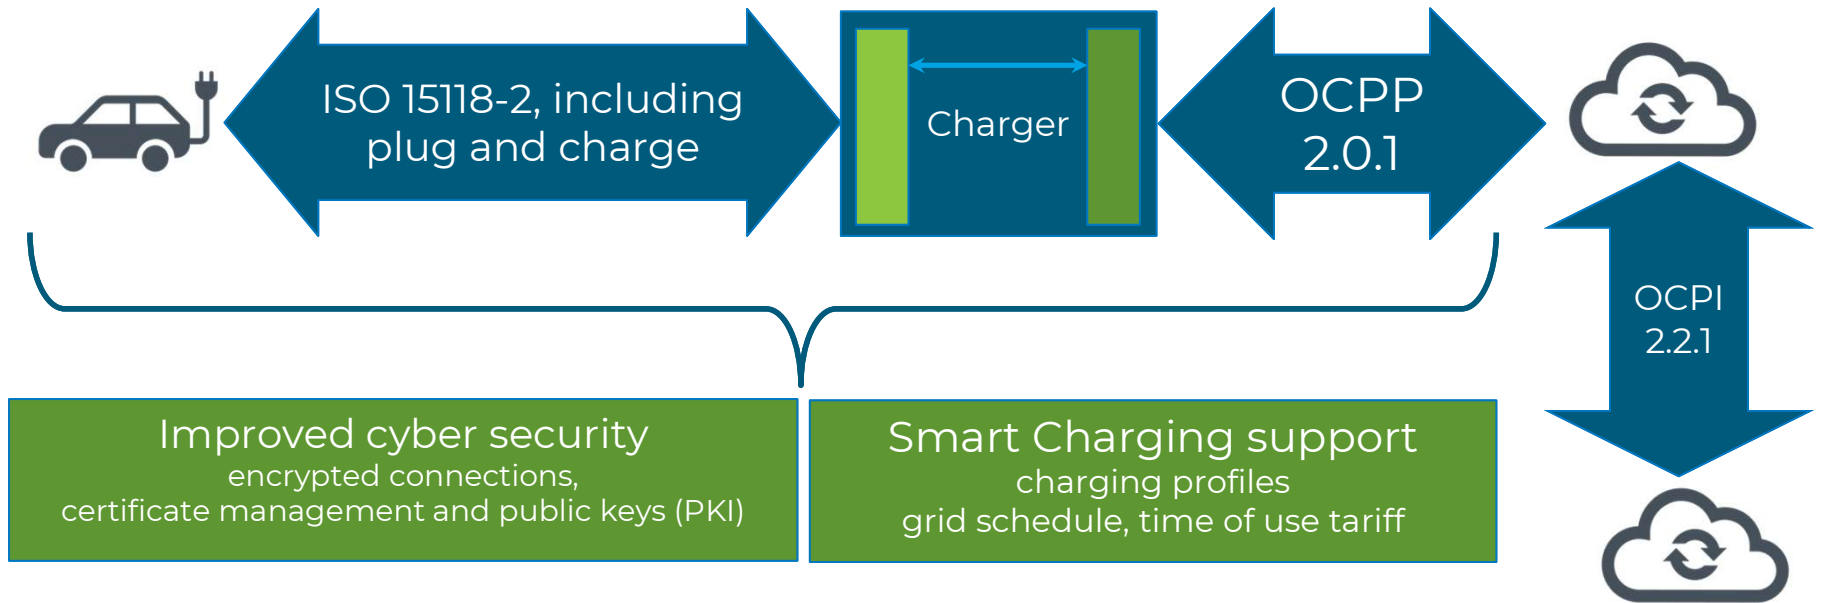 ISO 15118-2, including
plug and charge
Charger
OCPP
2.0.1
OCPI
2.2.1
Improved cyber security
encrypted connections,
certificate management and public keys (PKI)
Smart Charging support
charging profiles
grid schedule, time of use tariff